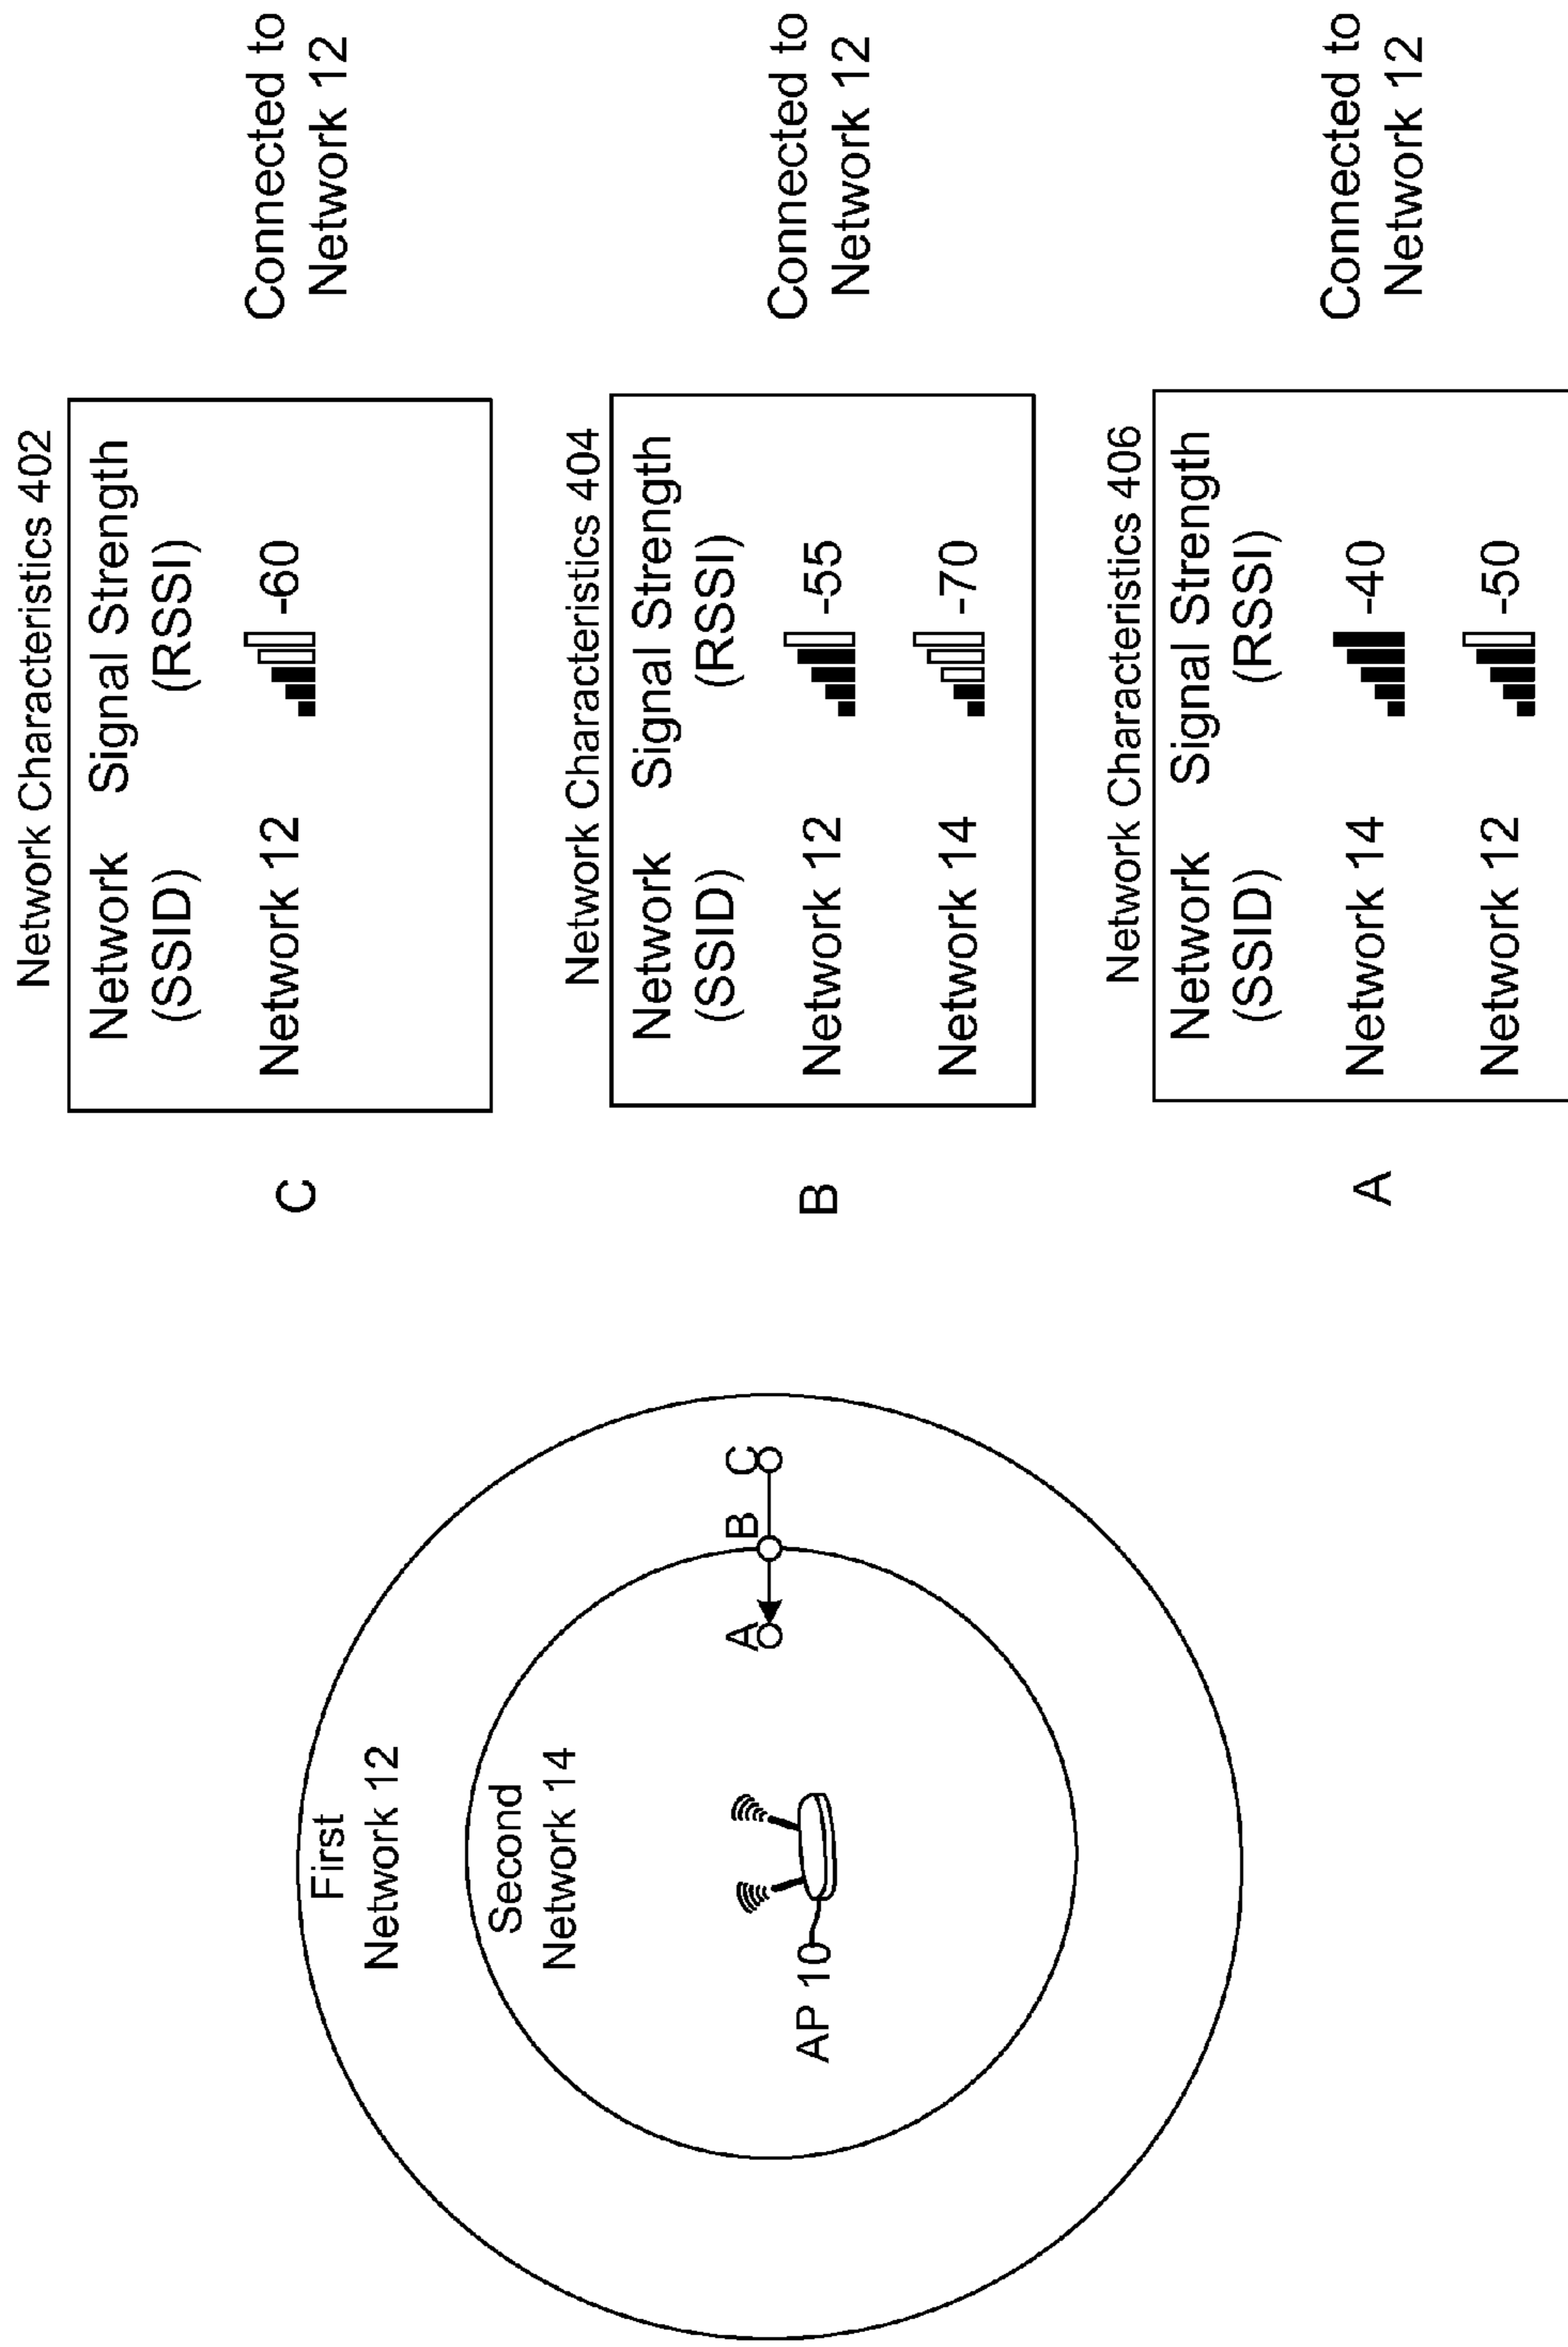 First
Network 12
Second
Network 14
AP 10
A
B
C
C
Network Characteristics 402
Network Signal Strength
(SSID) (RSSI)
Network 12 -60
Connected to
Network 12
B
Network Characteristics 404
Network Signal Strength
(SSID) (RSSI)
Network 12 -55
Network 14 -70
Connected to
Network 12
A
Network Characteristics 406
Network Signal Strength
(SSID) (RSSI)
Network 14 -40
Network 12 -50
Connected to
Network 12